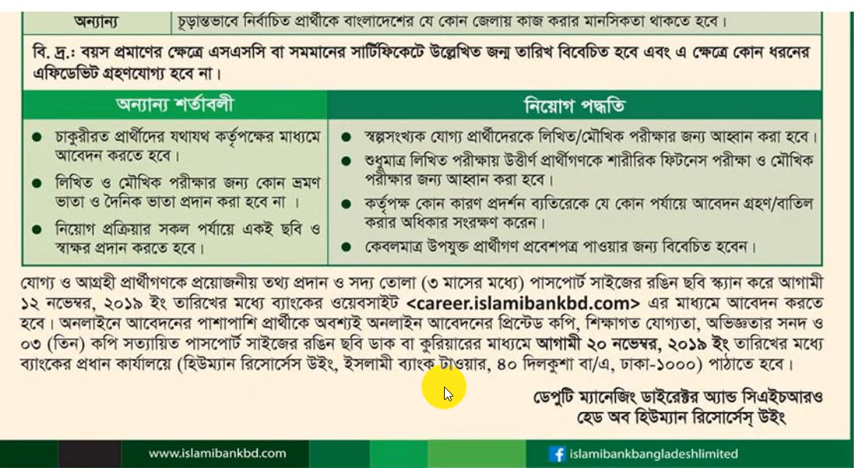 অন্যান্য চূড়ান্তভাবে নির্বাচিত প্রার্থীকে বাংলাদেশের যে কোন জেলায় কাজ করার মানসিকতা থাকতে হবে।
বি. দ্র.: বয়স প্রমাণের ক্ষেত্রে এসএসসি বা সমমানের সার্টিফিকেটে উল্লেখিত জন্ম তারিখ বিবেচিত হবে এবং এ ক্ষেত্রে কোন ধরনের
এফিডেভিট গ্রহণযোগ্য হবে না।
অন্যান্য শর্তাবলী
● চাকুরীরত প্রার্থীদের যথাযথ কর্তৃপক্ষের মাধ্যমে
আবেদন করতে হবে।
● লিখিত ও মৌখিক পরীক্ষার জন্য কোন ভ্রমণ
ভাতা ও দৈনিক ভাতা প্রদান করা হবে না ।
● নিয়োগ প্রক্রিয়ার সকল পর্যায়ে একই ছবি ও
স্বাক্ষর প্রদান করতে হবে।
নিয়োগ পদ্ধতি
● স্বল্পসংখ্যক যোগ্য প্রার্থীদেরকে লিখিত/মৌখিক পরীক্ষার জন্য আহ্বান করা হবে।
● শুধুমাত্র লিখিত পরীক্ষায় উত্তীর্ণ প্রার্থীগণকে শারীরিক ফিটনেস পরীক্ষা ও মৌখিক
পরীক্ষার জন্য আহ্বান করা হবে।
● কর্তৃপক্ষ কোন কারণ প্রদর্শন ব্যতিরেকে যে কোন পর্যায়ে আবেদন গ্রহণ/বাতিল
করার অধিকার সংরক্ষণ করেন।
● কেবলমাত্র উপযুক্ত প্রার্থীগণ প্রবেশপত্র পাওয়ার জন্য বিবেচিত হবেন।
যোগ্য ও আগ্রহী প্রার্থীগণকে প্রয়োজনীয় তথ্য প্রদান ও সদ্য তোলা (৩ মাসের মধ্যে) পাসপোর্ট সাইজের রঙিন ছবি স্ক্যান করে আগামী
১২ নভেম্বর, ২০১৯ ইং তারিখের মধ্যে ব্যাংকের ওয়েবসাইট <career.islamibankbd.com> এর মাধ্যমে আবেদন করতে
হবে। অনলাইনে আবেদনের পাশাপাশি প্রার্থীকে অবশ্যই অনলাইন আবেদনের প্রিন্টেড কপি, শিক্ষাগত যোগ্যতা, অভিজ্ঞতার সনদ ও
০৩ (তিন) কপি সত্যায়িত পাসপোর্ট সাইজের রঙিন ছবি ডাক বা কুরিয়ারের মাধ্যমে আগামী ২০ নভেম্বর, ২০১৯ ইং তারিখের মধ্যে
ব্যাংকের প্রধান কার্যালয়ে (হিউম্যান রিসোর্সেস উইং, ইসলামী ব্যাংক টাওয়ার, ৪০ দিলকুশা বা/এ, ঢাকা-১০০০) পাঠাতে হবে।
ডেপুটি ম্যানেজিং ডাইরেক্টর অ্যান্ড সিএইচআরও
হেড অব হিউম্যান রিসোর্সেস্ উইং
www.islamibankbd.com
islamibankbangladeshlimited